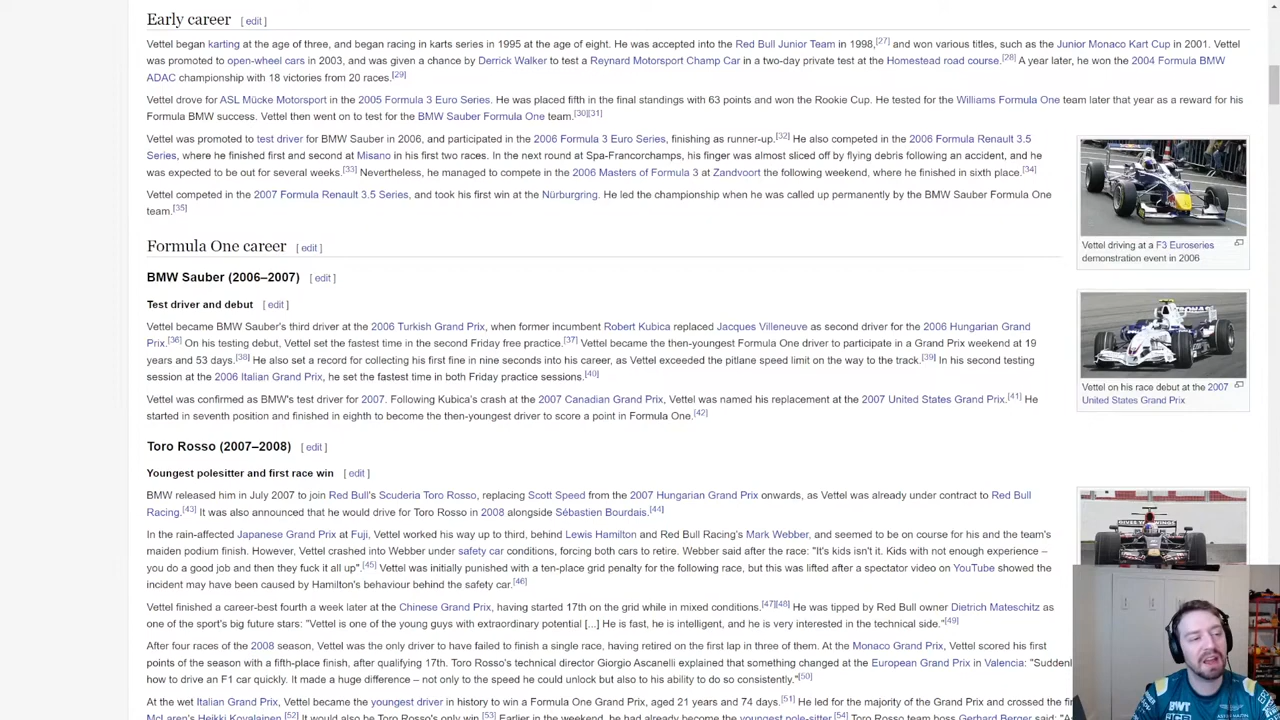 Early career [ edit ]
Vettel began karting at the age of three, and began racing in karts series in 1995 at the age of eight. He was accepted into the Red Bull Junior Team in 1998,[27] and won various titles, such as the Junior Monaco Kart Cup in 2001. Vettel
was promoted to open-wheel cars in 2003, and was given a chance by Derrick Walker to test a Reynard Motorsport Champ Car in a two-day private test at the Homestead road course.[28] A year later, he won the 2004 Formula BMW
ADAC championship with 18 victories from 20 races.[29]
Vettel drove for ASL Mücke Motorsport in the 2005 Formula 3 Euro Series. He was placed fifth in the final standings with 63 points and won the Rookie Cup. He tested for the Williams Formula One team later that year as a reward for his
Formula BMW success. Vettel then went on to test for the BMW Sauber Formula One team.[30][31]
Vettel was promoted to test driver for BMW Sauber in 2006, and participated in the 2006 Formula 3 Euro Series, finishing as runner-up.[32] He also competed in the 2006 Formula Renault 3.5
Series, where he finished first and second at Misano in his first two races. In the next round at Spa-Francorchamps, his finger was almost sliced off by flying debris following an accident, and he
was expected to be out for several weeks.[33] Nevertheless, he managed to compete in the 2006 Masters of Formula 3 at Zandvoort the following weekend, where he finished in sixth place.[34]
Vettel competed in the 2007 Formula Renault 3.5 Series, and took his first win at the Nürburgring. He led the championship when he was called up permanently by the BMW Sauber Formula One
team.[35]
Vettel driving at a F3 Euroseries
demonstration event in 2006
Formula One career [ edit ]
BMW Sauber (2006–2007) [ edit ]
Test driver and debut [ edit ]
Vettel became BMW Sauber's third driver at the 2006 Turkish Grand Prix, when former incumbent Robert Kubica replaced Jacques Villeneuve as second driver for the 2006 Hungarian Grand
Prix.[36] On his testing debut, Vettel set the fastest time in the second Friday free practice.[37] Vettel became the then-youngest Formula One driver to participate in a Grand Prix weekend at 19
years and 53 days.[38] He also set a record for collecting his first fine in nine seconds into his career, as Vettel exceeded the pitlane speed limit on the way to the track.[39] In his second testing
session at the 2006 Italian Grand Prix, he set the fastest time in both Friday practice sessions.[40]
Vettel was confirmed as BMW's test driver for 2007. Following Kubica's crash at the 2007 Canadian Grand Prix, Vettel was named his replacement at the 2007 United States Grand Prix.[41] He
started in seventh position and finished in eighth to become the then-youngest driver to score a point in Formula One.[42]
Vettel on his race debut at the 2007
United States Grand Prix
Toro Rosso (2007–2008) [ edit ]
Youngest polesitter and first race win [ edit ]
BMW released him in July 2007 to join Red Bull's Scuderia Toro Rosso, replacing Scott Speed from the 2007 Hungarian Grand Prix onwards, as Vettel was already under contract to Red Bull
Racing.[43] It was also announced that he would drive for Toro Rosso in 2008 alongside Sébastien Bourdais.[44]
In the rain-affected Japanese Grand Prix at Fuji, Vettel worked his way up to third, behind Lewis Hamilton and Red Bull Racing's Mark Webber, and seemed to be on course for his and the team's
maiden podium finish. However, Vettel crashed into Webber under safety car conditions, forcing both cars to retire. Webber said after the race: "It's kids isn't it. Kids with not enough experience –
you do a good job and then they fuck it all up".[45] Vettel was initially punished with a ten-place grid penalty for the following race, but this was lifted after a spectator video on YouTube showed the
incident may have been caused by Hamilton's behaviour behind the safety car.[46]
Vettel finished a career-best fourth a week later at the Chinese Grand Prix, having started 17th on the grid while in mixed conditions.[47][48] He was tipped by Red Bull owner Dietrich Mateschitz as
one of the sport's big future stars: "Vettel is one of the young guys with extraordinary potential [...] He is fast, he is intelligent, and he is very interested in the technical side."[49]
After four races of the 2008 season, Vettel was the only driver to have failed to finish a single race, having retired on the first lap in three of them. At the Monaco Grand Prix, Vettel scored his first
points of the season with a fifth-place finish, after qualifying 17th. Toro Rosso's technical director Giorgio Ascanelli explained that something changed at the European Grand Prix in Valencia: "Sudden
how to drive an F1 car quickly. It made a huge difference – not only to the speed he could unlock but also to his ability to do so consistently."[50]
At the wet Italian Grand Prix, Vettel became the youngest driver in history to win a Formula One Grand Prix, aged 21 years and 74 days.[51] He led for the majority of the Grand Prix and crossed the fi
McLaren's Heikki Kovalainen.[52] It would also be Toro Rosso's only win.[53] Earlier in the weekend, he had already become the youngest pole-sitter.[54] Toro Rosso team boss Gerhard Berger said: "As